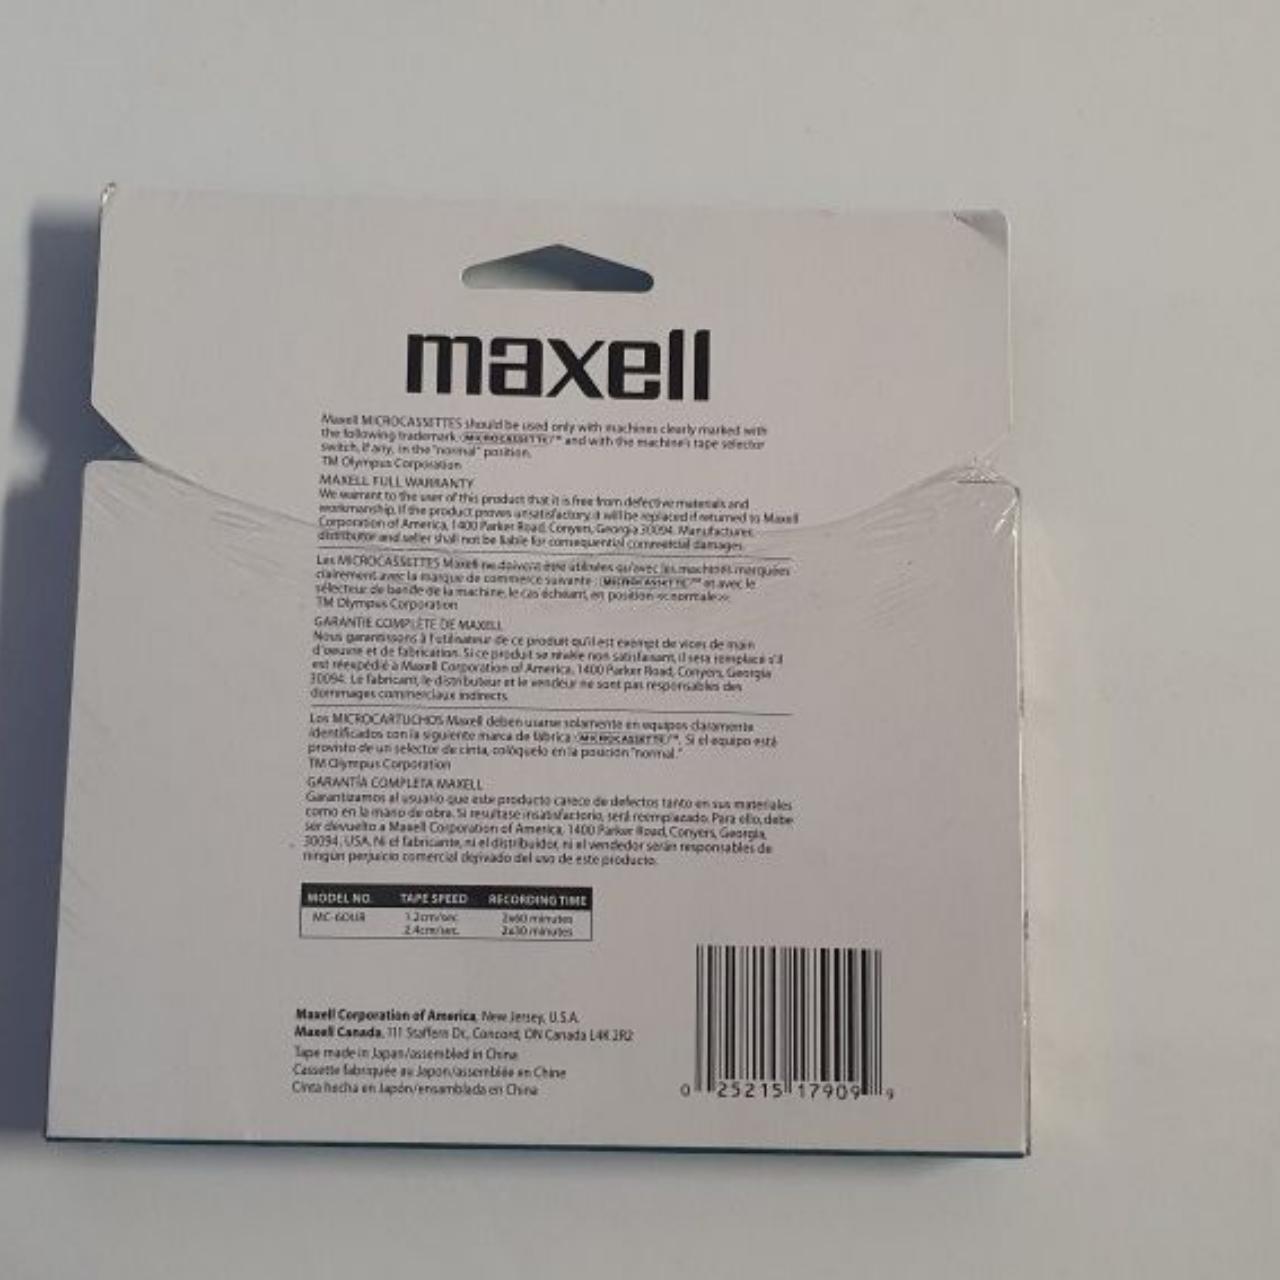 maxell
Maxell MICROCASSETTES should be used only with machines clearly marked with
the following trademark, MICROCASSETTE™ and with the machine's tape selector
switch, if any, in the "normal" position.
TM Olympus Corporation
MAXELL FULL WARRANTY
We warrant to the user of this product that it is free from defective materials and
workmanship. If the product proves unsatisfactory, it will be replaced if returned to Maxell
Corporation of America, 1400 Parker Road, Conyers, Georgia 30094. Manufacturer,
distributor and seller shall not be liable for consequential commercial damages.
Les MICROCASSETTES Maxell ne doivent être utilisées qu'avec les machines marquées
clairement avec la marque de commerce suivante : MICROCASSETTE™ et avec le
sélecteur de bande de la machine, le cas échéant, en position «normale».
TM Olympus Corporation
GARANTIE COMPLÈTE DE MAXELL
Nous garantissons à l'utilisateur de ce produit qu'il est exempt de vices de main
d'oeuvre et de fabrication. Si ce produit se révèle non satisfaisant, il sera remplacé s'il
est réexpédié à Maxell Corporation of America, 1400 Parker Road, Conyers, Georgia
30094. Le fabricant, le distributeur et le vendeur ne sont pas responsables des
dommages commerciaux indirects.
Los MICROCARTUCHOS Maxell deben usarse solamente en equipos claramente
identificados con la siguiente marca de fábrica MICROCASSETTE™. Si el equipo está
provisto de un selector de cinta, colóquelo en la posición "normal."
TM Olympus Corporation
GARANTÍA COMPLETA MAXELL
Garantizamos al usuario que este producto carece de defectos tanto en sus materiales
como en la mano de obra. Si resultase insatisfactorio, será reemplazado. Para ello, debe
ser devuelto a Maxell Corporation of America, 1400 Parker Road, Conyers, Georgia,
30094, USA. Ni el fabricante, ni el distribuidor, ni el vendedor serán responsables de
ningún perjuicio comercial derivado del uso de este producto.
MODEL NO. TAPE SPEED RECORDING TIME
MC-60UR 1.2cm/sec. 2x60 minutes
2.4cm/sec. 2x30 minutes
Maxell Corporation of America, New Jersey, U.S.A.
Maxell Canada, 111 Staffern Dr., Concord, ON Canada L4K 2R2
Tape made in Japan/assembled in China
Cassette fabriquée au Japon/assemblée en Chine
Cinta hecha en Japón/ensamblada en China
0 25215 17909 9